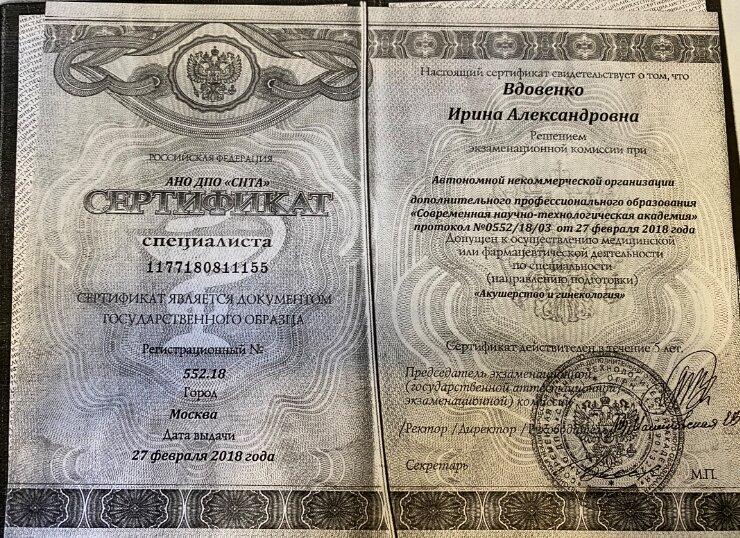 РОССИЙСКАЯ ФЕДЕРАЦИЯ
АНО ДПО «СНТА»
СЕРТИФИКАТ
специалиста
1177180811155
СЕРТИФИКАТ ЯВЛЯЕТСЯ ДОКУМЕНТОМ
ГОСУДАРСТВЕННОГО ОБРАЗЦА
Регистрационный №
552.18
Город
Москва
Дата выдачи
27 февраля 2018 года
Настоящий сертификат свидетельствует о том, что
Вдовенко
Ирина Александровна
Решением
экзаменационной комиссии при
Автономной некоммерческой организации
дополнительного профессионального образования
«Современная научно-технологическая академия»
протокол №0552/18/03 от 27 февраля 2018 года
Допущен к осуществлению медицинской
или фармацевтической деятельности
по специальности
(направлению подготовки)
«Акушерство и гинекология»
Сертификат действителен в течение 5 лет.
Председатель экзаменационной
(государственной аттестационной,
экзаменационной) комиссии
/Ректор /Директор /Руководитель
Секретарь
М.П.